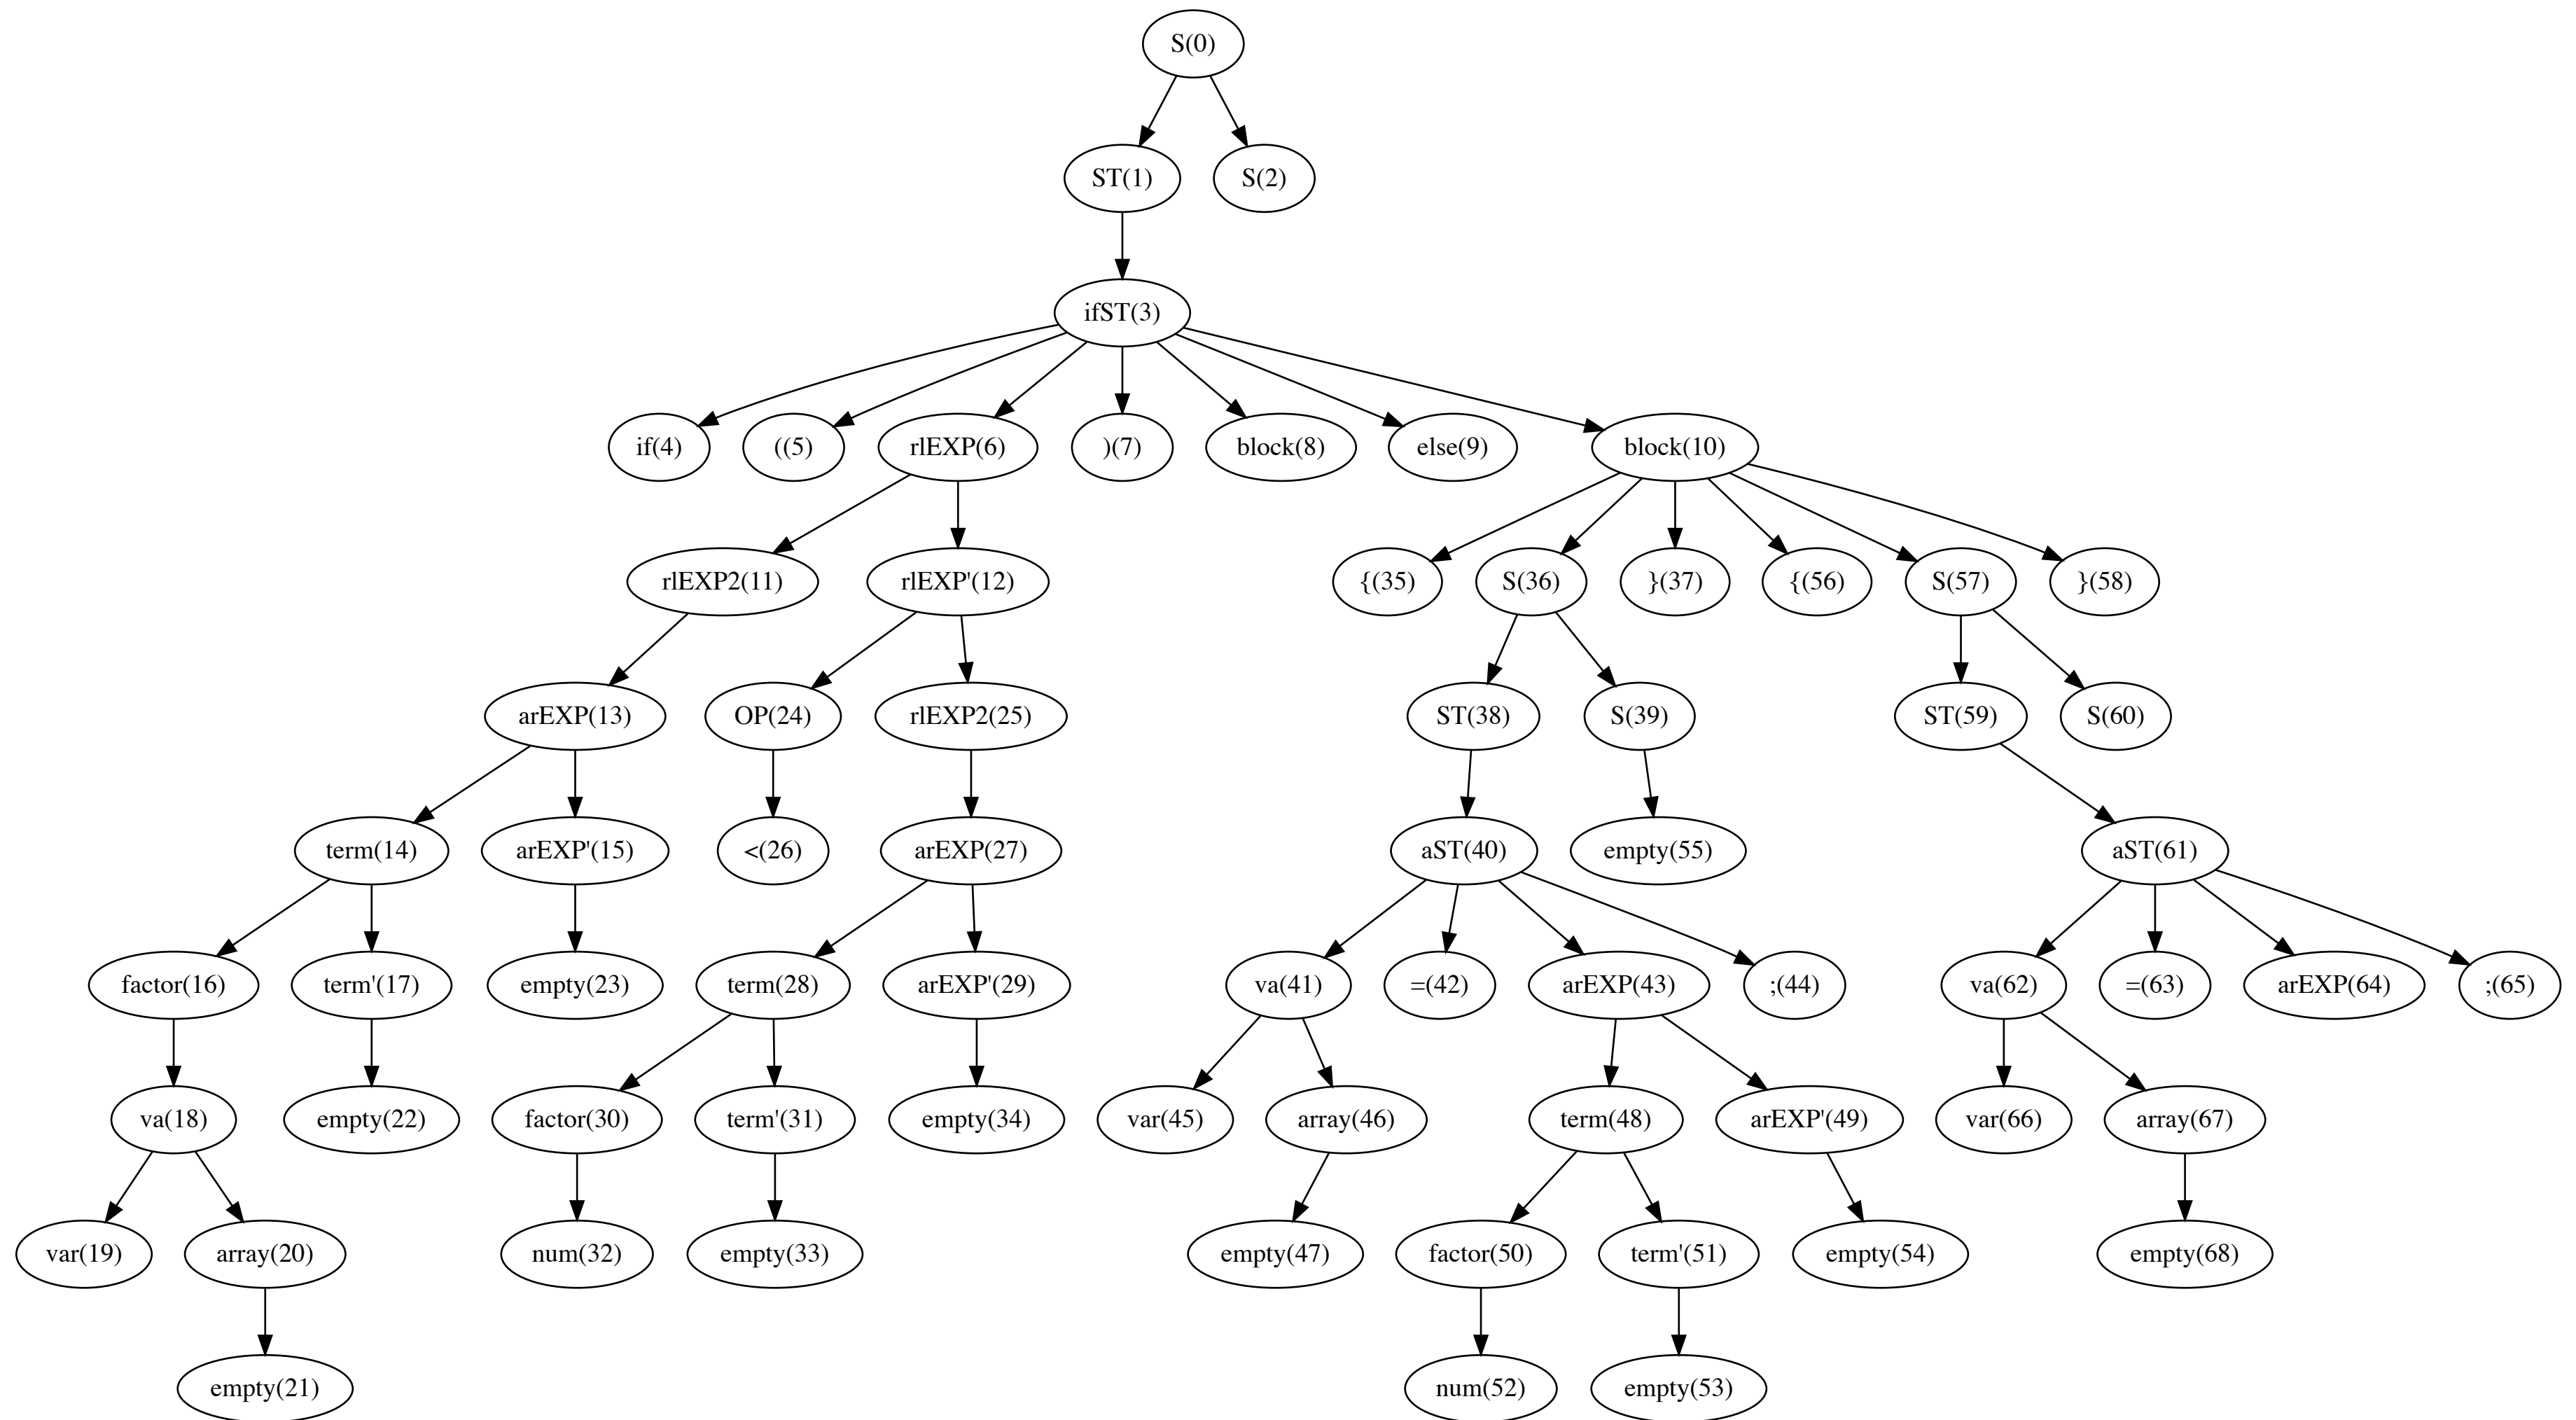 S(0)
ST(1) S(2)
ifST(3)
if(4) ((5) rlEXP(6) )(7) block(8) else(9) block(10)
rlEXP2(11) rlEXP'(12) {(35) S(36) }(37) {(56) S(57) }(58)
arEXP(13) OP(24) rlEXP2(25) ST(38) S(39) ST(59) S(60)
term(14) arEXP'(15) <(26) arEXP(27) aST(40) empty(55) aST(61)
factor(16) term'(17) empty(23) term(28) arEXP'(29) va(41) =(42) arEXP(43) ;(44) va(62) =(63) arEXP(64) ;(65)
va(18) empty(22) factor(30) term'(31) empty(34) var(45) array(46) term(48) arEXP'(49) var(66) array(67)
var(19) array(20) num(32) empty(33) empty(47) factor(50) term'(51) empty(54) empty(68)
empty(21) num(52) empty(53)